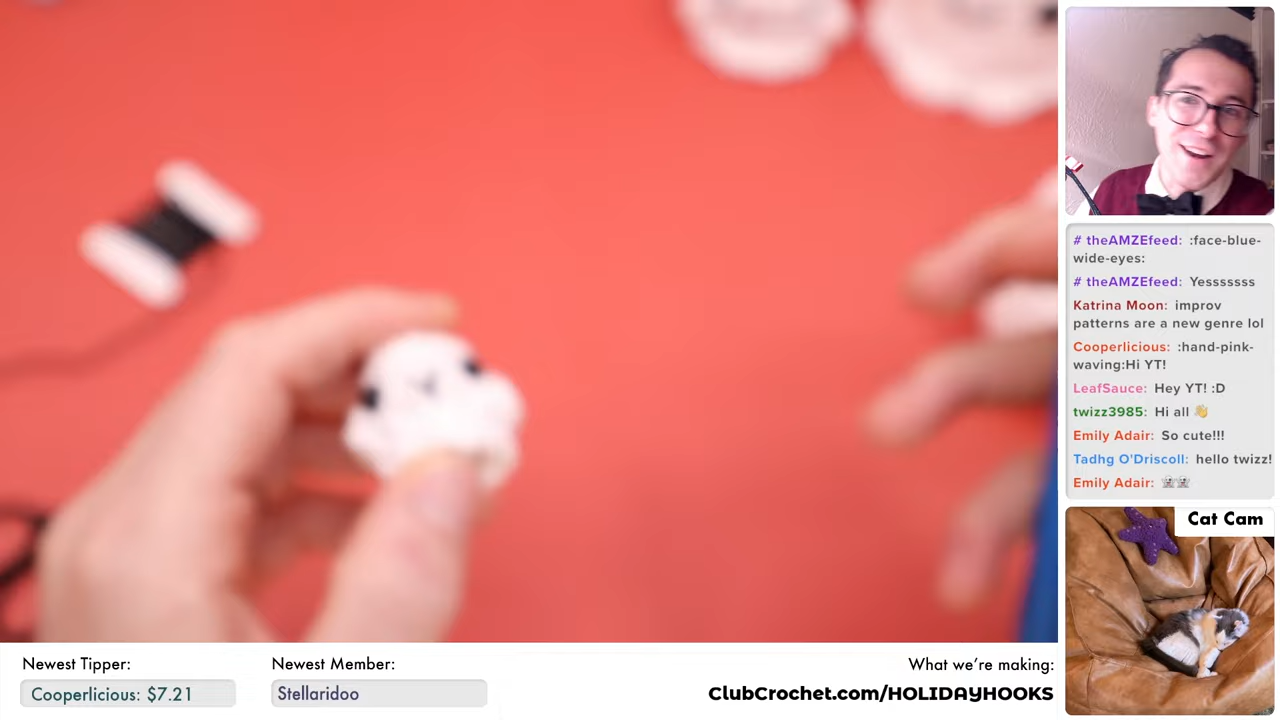 # theAMZEfeed: :face-blue-
wide-eyes:
# theAMZEfeed: Yesssssss
Katrina Moon: improv
patterns are a new genre lol
Cooperlicious: :hand-pink-
waving:Hi YT!
LeafSauce: Hey YT! :D
twizz3985: Hi all 👋
Emily Adair: So cute!!!
Tadhg O'Driscoll: hello twizz!
Emily Adair:
Cat Cam
Newest Tipper:
Cooperlicious: $7.21
Newest Member:
Stellaridoo
What we're making:
ClubCrochet.com/HOLIDAYHOOKS